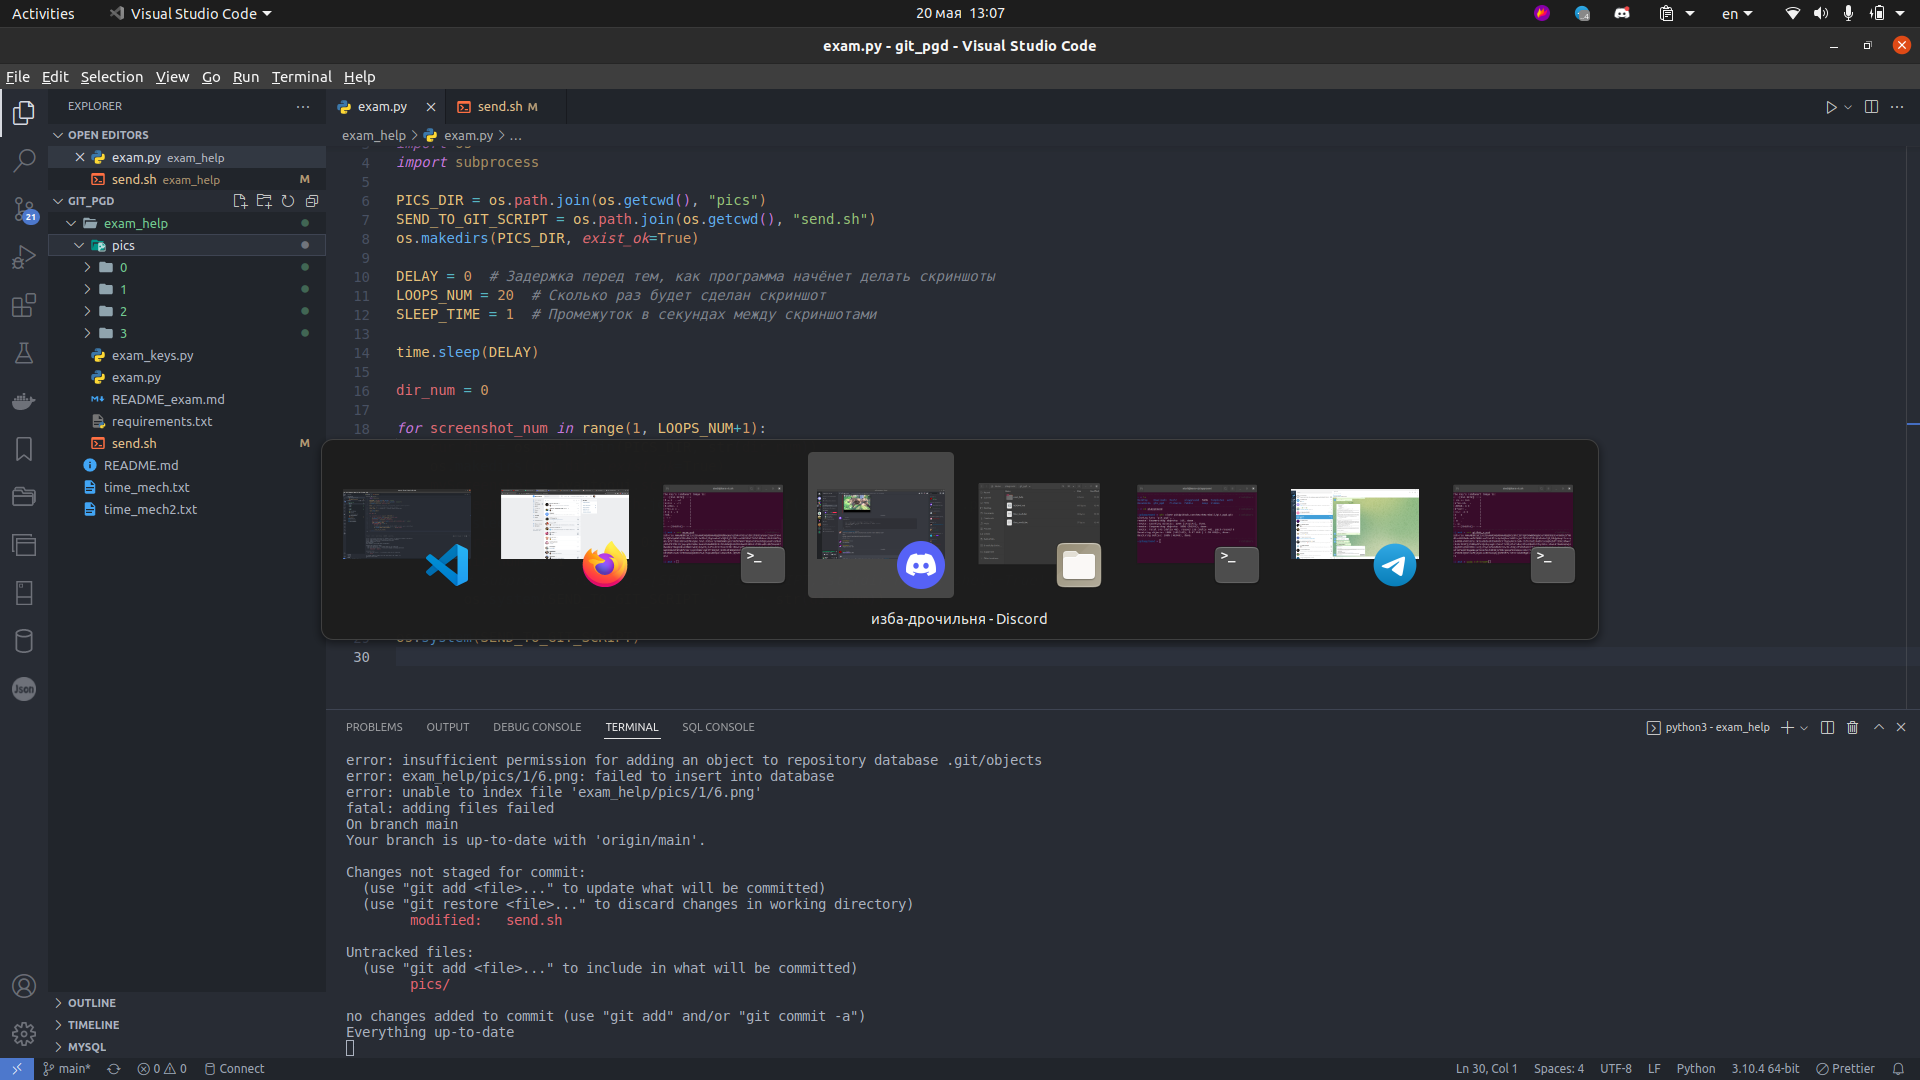 Activities
Visual Studio Code
20 мая 13:07
en
exam.py - git_pgd - Visual Studio Code
File Edit Selection View Go Run Terminal Help
EXPLORER
OPEN EDITORS
exam.py exam_help
send.sh exam_help M
GIT_PGD
exam_help
pics
0
1
2
3
exam_keys.py
exam.py
README_exam.md
requirements.txt
send.sh M
README.md
time_mech.txt
time_mech2.txt
OUTLINE
TIMELINE
MYSQL
21
Json
exam.py
send.sh M
exam_help > exam.py > ...
4 import subprocess
5
6 PICS_DIR = os.path.join(os.getcwd(), "pics")
7 SEND_TO_GIT_SCRIPT = os.path.join(os.getcwd(), "send.sh")
8 os.makedirs(PICS_DIR, exist_ok=True)
9
10 DELAY = 0  # Задержка перед тем, как программа начёнет делать скриншоты
11 LOOPS_NUM = 20  # Сколько раз будет сделан скриншот
12 SLEEP_TIME = 1  # Промежуток в секундах между скриншотами
13
14 time.sleep(DELAY)
15
16 dir_num = 0
17
18 for screenshot_num in range(1, LOOPS_NUM+1):
изба-дрочильня - Discord
30
PROBLEMS OUTPUT DEBUG CONSOLE TERMINAL SQL CONSOLE
python3 - exam_help
error: insufficient permission for adding an object to repository database .git/objects
error: exam_help/pics/1/6.png: failed to insert into database
error: unable to index file 'exam_help/pics/1/6.png'
fatal: adding files failed
On branch main
Your branch is up-to-date with 'origin/main'.
Changes not staged for commit:
(use "git add <file>..." to update what will be committed)
(use "git restore <file>..." to discard changes in working directory)
modified:   send.sh
Untracked files:
(use "git add <file>..." to include in what will be committed)
pics/
no changes added to commit (use "git add" and/or "git commit -a")
Everything up-to-date
main* 0 0 Connect
Ln 30, Col 1 Spaces: 4 UTF-8 LF Python 3.10.4 64-bit Prettier